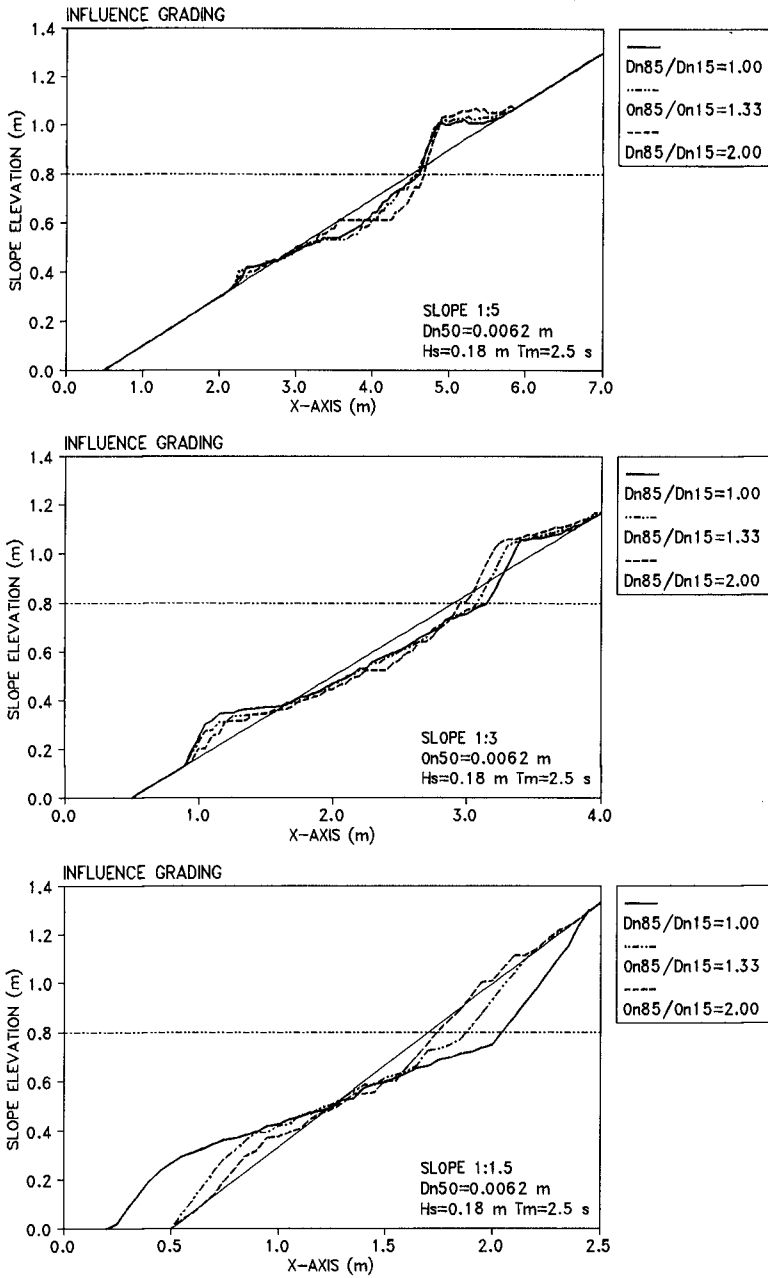 INFLUENCE GRADING
1.4
1.2
1.0
0.8
0.6
0.4
0.2
0.0
SLOPE ELEVATION (m)
0.0 1.0 2.0 3.0 4.0 5.0 6.0 7.0
X-AXIS (m)
SLOPE 1:5
Dn50=0.0062 m
Hs=0.18 m Tm=2.5 s
Dn85/Dn15=1.00
On85/On15=1.33
Dn85/Dn15=2.00
INFLUENCE GRADING
1.4
1.2
1.0
0.8
0.6
0.4
0.2
0.0
SLOPE ELEVATION (m)
0.0 1.0 2.0 3.0 4.0
X-AXIS (m)
SLOPE 1:3
On50=0.0062 m
Hs=0.18 m Tm=2.5 s
Dn85/Dn15=1.00
Dn85/Dn15=1.33
Dn85/Dn15=2.00
INFLUENCE GRADING
1.4
1.2
1.0
0.8
0.6
0.4
0.2
0.0
SLOPE ELEVATION (m)
0.0 0.5 1.0 1.5 2.0 2.5
X-AXIS (m)
SLOPE 1:1.5
Dn50=0.0062 m
Hs=0.18 m Tm=2.5 s
Dn85/Dn15=1.00
On85/Dn15=1.33
On85/On15=2.00